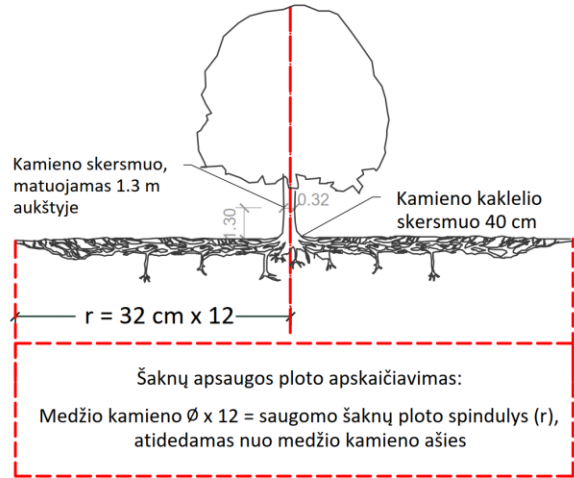 Kamieno skersmuo,
matuojamas 1.3 m
aukštyje
0.32
1.30
Kamieno kaklelio
skersmuo 40 cm
r = 32 cm x 12
Šaknų apsaugos ploto apskaičiavimas:
Medžio kamieno Ø x 12 = saugomo šaknų ploto spindulys (r),
atidedamas nuo medžio kamieno ašies